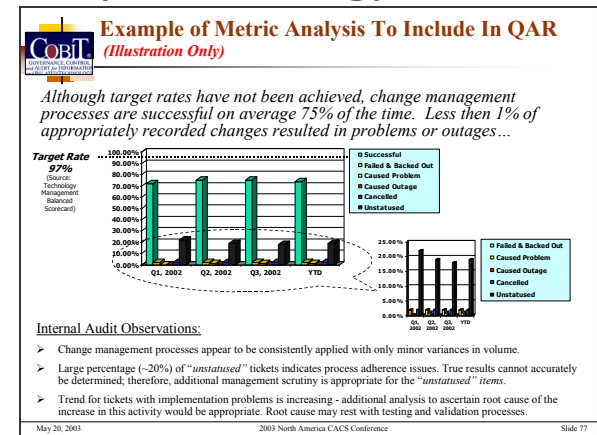 Example of Metric Analysis To Include In QAR
(Illustration Only)
COBIT
GOVERNANCE, CONTROL
and AUDIT for INFORMATION
and RELATED TECHNOLOGY
Although target rates have not been achieved, change management
processes are successful on average 75% of the time. Less then 1% of
appropriately recorded changes resulted in problems or outages…
Target Rate
97%
(Source:
Technology
Management
Balanced
Scorecard)
100.00%
90.00%
80.00%
70.00%
60.00%
50.00%
40.00%
30.00%
20.00%
10.00%
0.00%
Q1, 2002
Q2, 2002
Q3, 2002
YTD
Successful
Failed & Backed Out
Caused Problem
Caused Outage
Cancelled
Unstatused
25.00%
20.00%
15.00%
10.00%
5.00%
0.00%
Q1, 2002
Q2, 2002
Q3, 2002
YTD
Failed & Backed Out
Caused Problem
Caused Outage
Cancelled
Unstatused
Internal Audit Observations:
➢ Change management processes appear to be consistently applied with only minor variances in volume.
➢ Large percentage (~20%) of “unstatused” tickets indicates process adherence issues. True results cannot accurately
be determined; therefore, additional management scrutiny is appropriate for the “unstatused” items.
➢ Trend for tickets with implementation problems is increasing - additional analysis to ascertain root cause of the
increase in this activity would be appropriate. Root cause may rest with testing and validation processes.
May 20, 2003
2003 North America CACS Conference
Slide 77